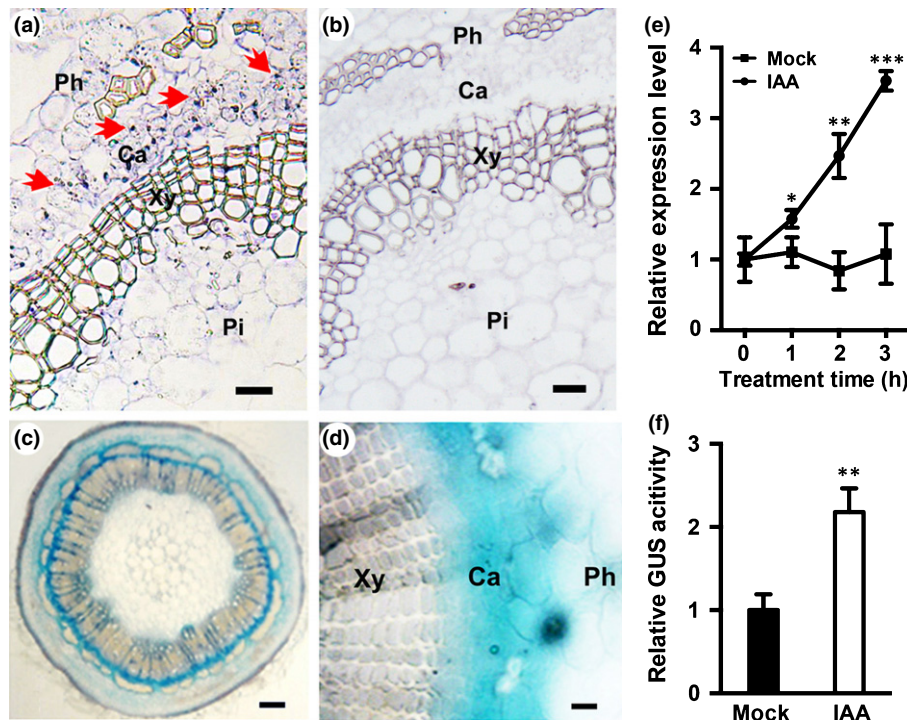 (a)
Ph
Ca
Xy
Pi
(b)
Ph
Ca
Xy
Pi
(c)
(d)
Xy
Ca
Ph
(e)
Relative expression level
4
3
2
1
0
Mock
IAA
*
**
***
0 1 2 3
Treatment time (h)
(f)
Relative GUS acitivity
3
2
1
0
**
Mock IAA